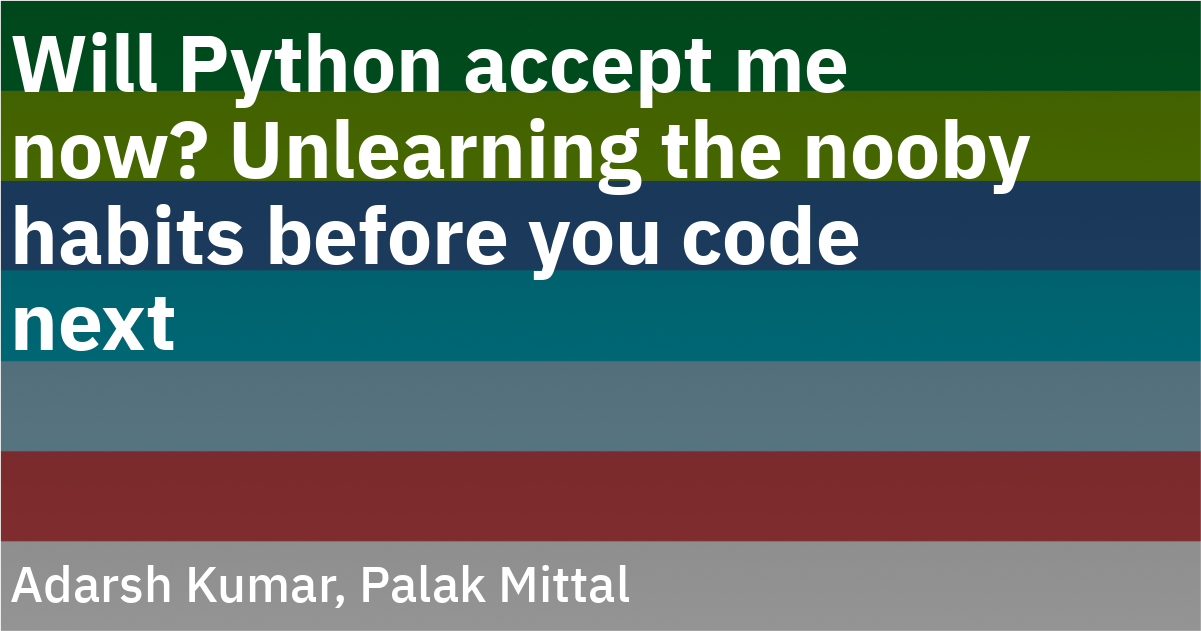 Will Python accept me
now? Unlearning the nooby
habits before you code
next
Adarsh Kumar, Palak Mittal